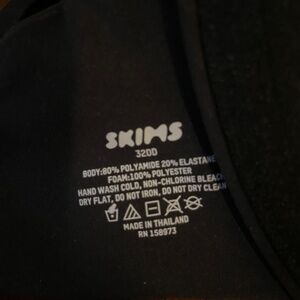 SKIMS
32DD
BODY:80% POLYAMIDE 20% ELASTANE
FOAM:100% POLYESTER
HAND WASH COLD, NON-CHLORINE BLEACH
DRY FLAT, DO NOT IRON, DO NOT DRY CLEAN
MADE IN THAILAND
RN 158973